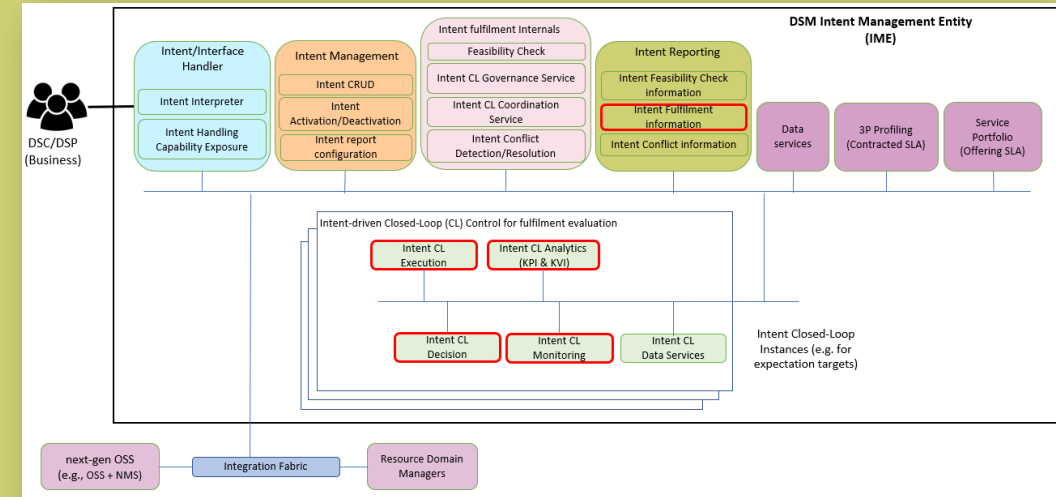 DSM Intent Management Entity
(IME)
DSC/DSP
(Business)
Intent/Interface
Handler
Intent Interpreter
Intent Handling
Capability Exposure
Intent Management
Intent CRUD
Intent
Activation/Deactivation
Intent report
configuration
Intent fulfilment Internals
Feasibility Check
Intent CL Governance Service
Intent CL Coordination
Service
Intent Conflict
Detection/Resolution
Intent Reporting
Intent Feasibility Check
information
Intent Fulfilment
information
Intent Conflict information
Data
services
3P Profiling
(Contracted SLA)
Service
Portfolio
(Offering SLA)
Intent-driven Closed-Loop (CL) Control for fulfilment evaluation
Intent CL
Execution
Intent CL Analytics
(KPI & KVI)
Intent CL
Decision
Intent CL
Monitoring
Intent CL
Data Services
Intent Closed-Loop
Instances (e.g. for
expectation targets)
next-gen OSS
(e.g., OSS + NMS)
Integration Fabric
Resource Domain
Managers